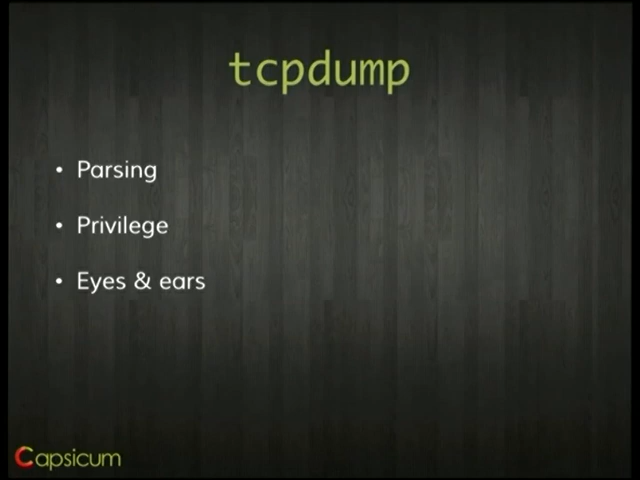 tcpdump
• Parsing
• Privilege
• Eyes & ears
Capsicum